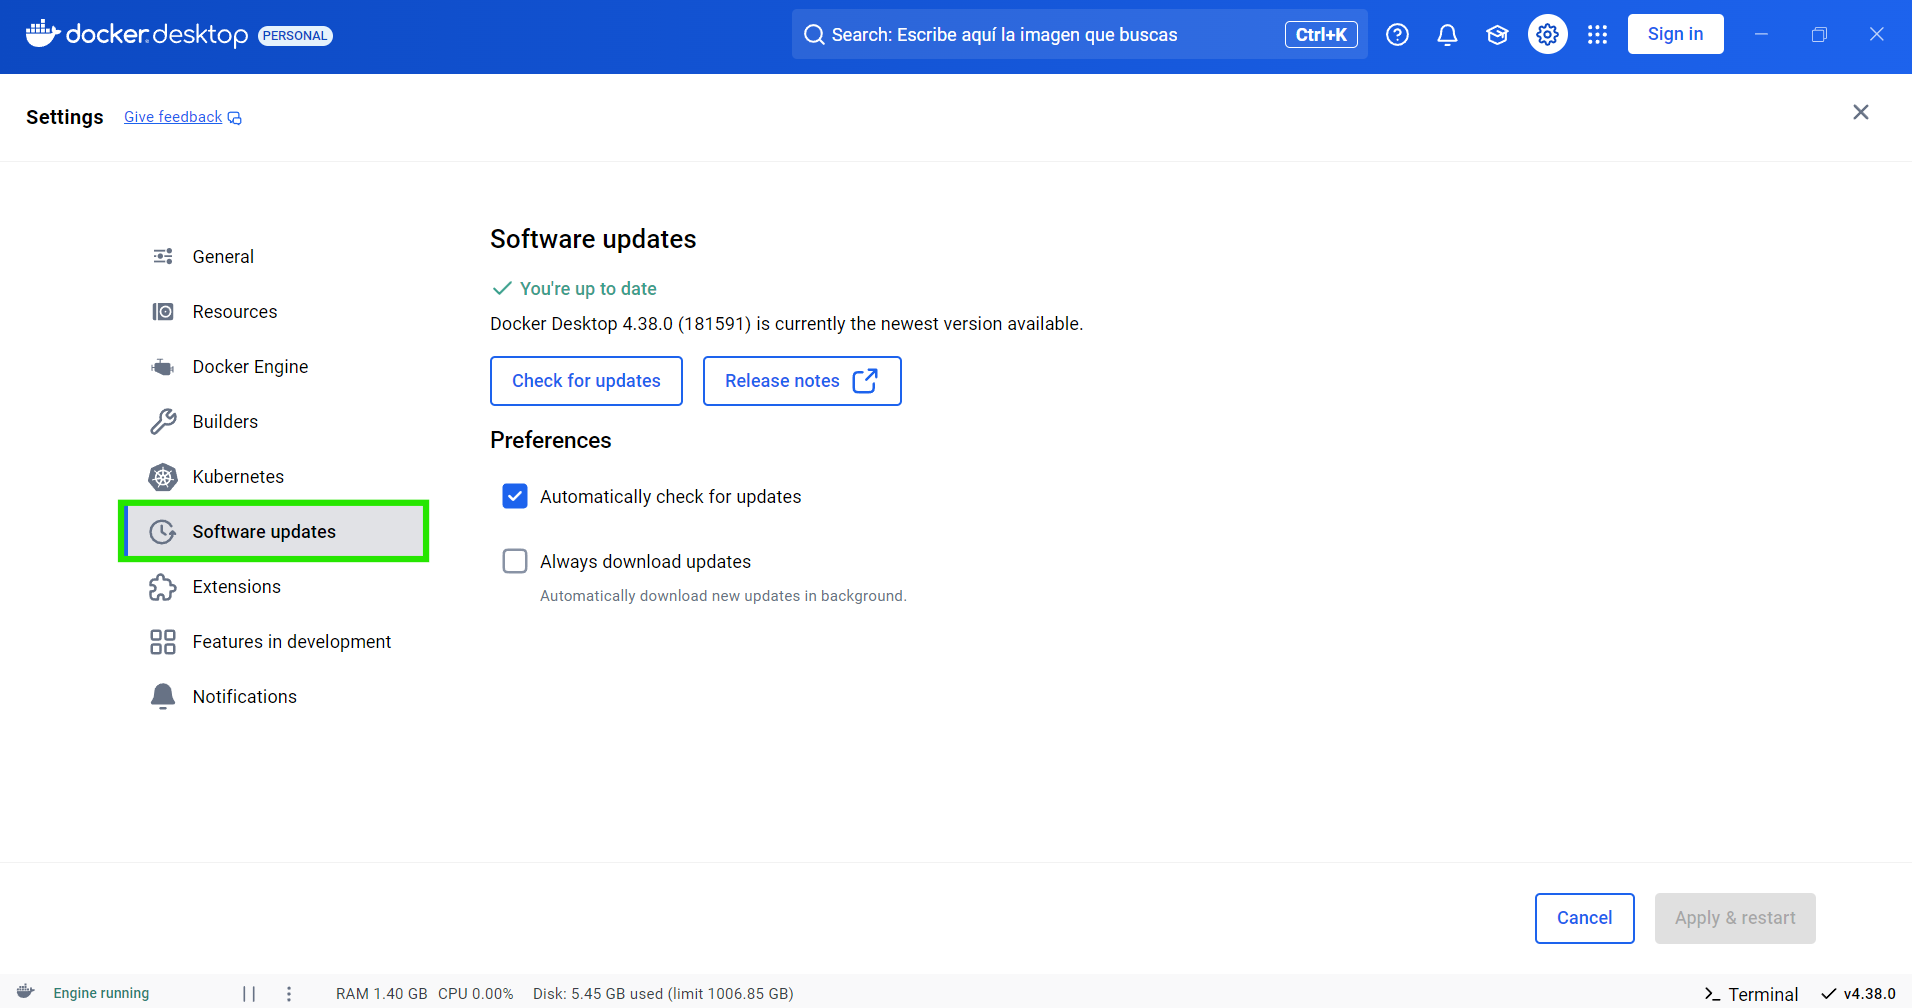 docker.desktop PERSONAL
Search: Escribe aquí la imagen que buscas Ctrl+K
Sign in
Settings Give feedback
General
Resources
Docker Engine
Builders
Kubernetes
Software updates
Extensions
Features in development
Notifications
Software updates
You're up to date
Docker Desktop 4.38.0 (181591) is currently the newest version available.
Check for updates Release notes
Preferences
Automatically check for updates
Always download updates
Automatically download new updates in background.
Cancel Apply & restart
Engine running RAM 1.40 GB CPU 0.00% Disk: 5.45 GB used (limit 1006.85 GB) Terminal v4.38.0